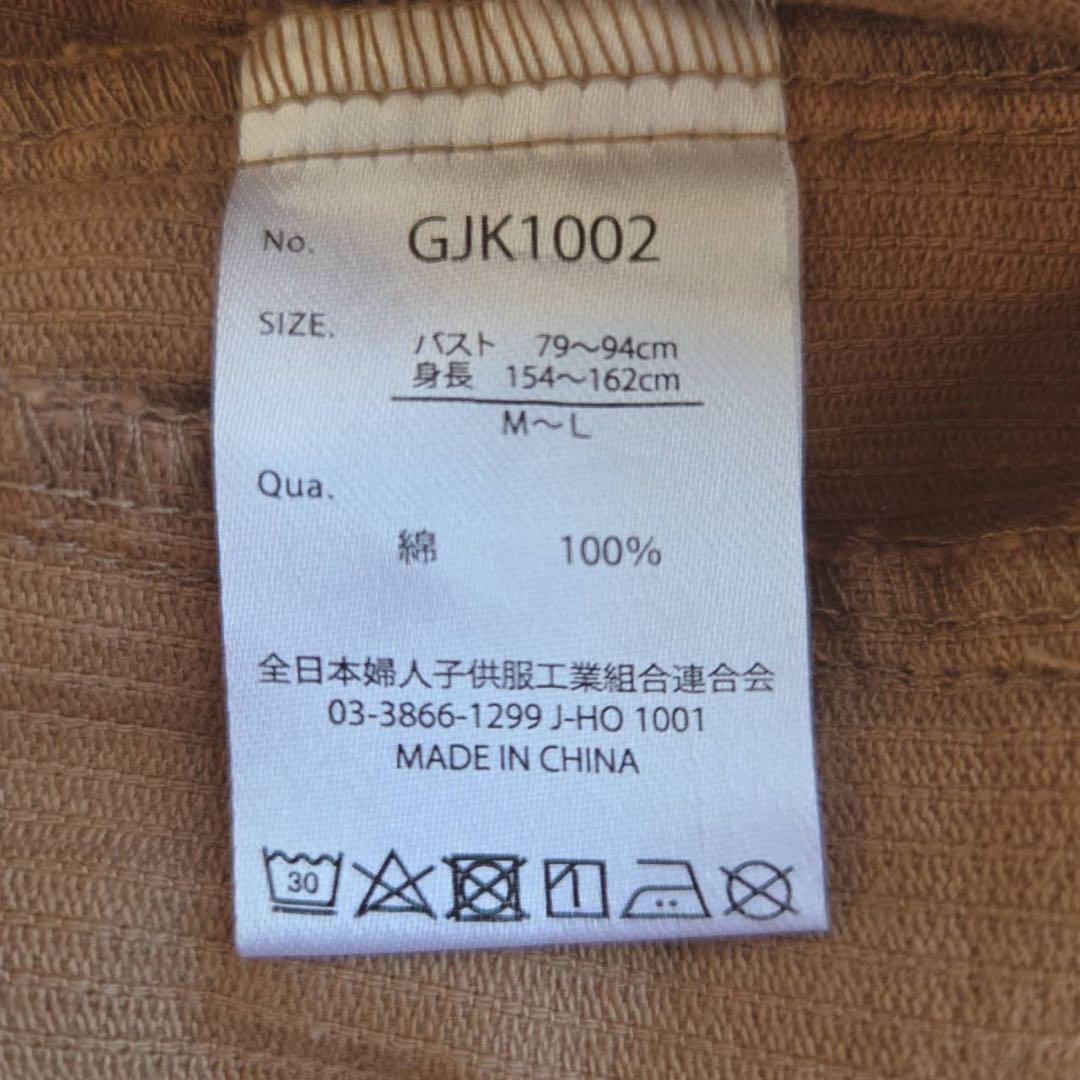 No. GJK1002
SIZE.
バスト 79～94cm
身長 154～162cm
M～L
Qua.
綿 100%
全日本婦人子供服工業組合連合会
03-3866-1299 J-HO 1001
MADE IN CHINA
30